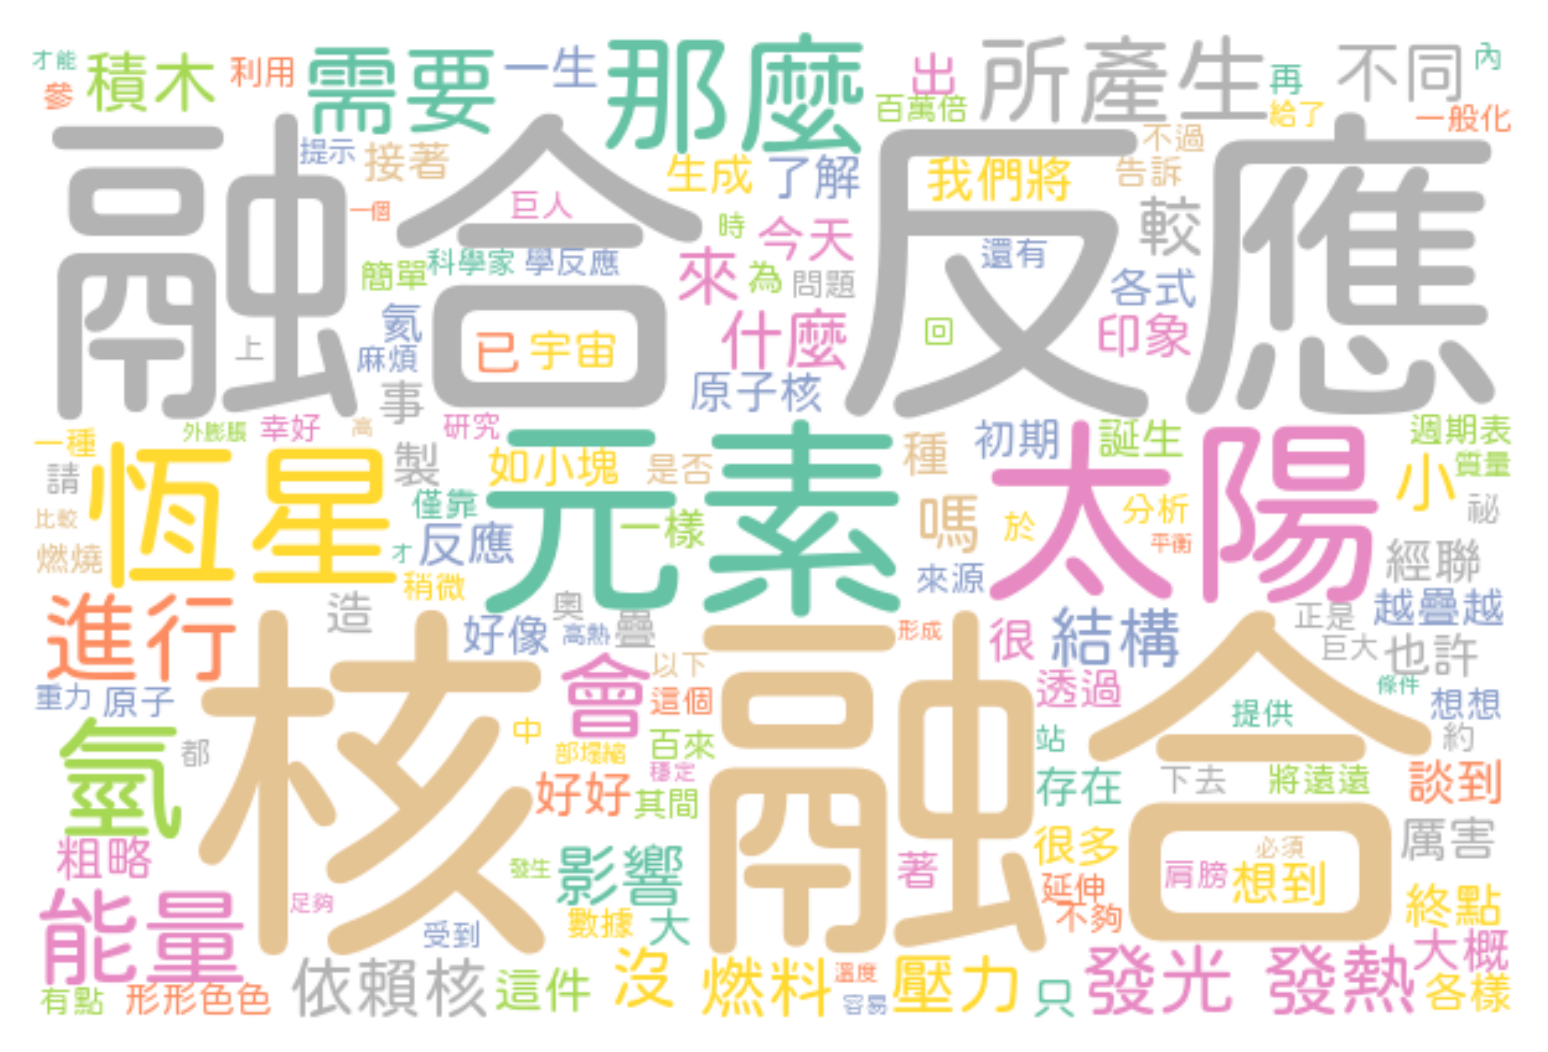 才能 積木 利用 需要 一生 那麼 出 所產生 再 不同 內
參 百萬倍 給了 一般化
融合反應
提示 接著 生成 了解 我們將 不過 告訴
一個 巨人 時 今天 較
簡單 科學家 學反應 來 為 問題 還有 各式
氦 上 已 宇宙 什麼 回 印象
麻煩 事 原子核
外膨脹 幸好 高 研究 初期 誕生 週期表
一種 恆星 製 如小塊 元素 是否 種 太陽 小 質量
請 僅靠 一樣 嗎 於 分析 祕
比較 燃燒 才 反應 來源 平衡 經聯
稍微
進行 造 奧 高熱 疊 形成 很 結構 正是 越疊越
好像 巨大 也許
重力 原子 核融合 會 以下 這個 透過 提供 條件 想想
氫 都 中 部塌縮 百來 站 約
穩定 好好 其間 存在 下去 將遠遠 談到
粗略 發生 影響 著 很多 必須 厲害
能量 足夠 受到 數據 大 延伸 不夠 肩膀 想到 終點
有點 形形色色 依賴核 這件 沒 燃料 溫度 容易 壓力 只 發光 發熱 大概 各樣